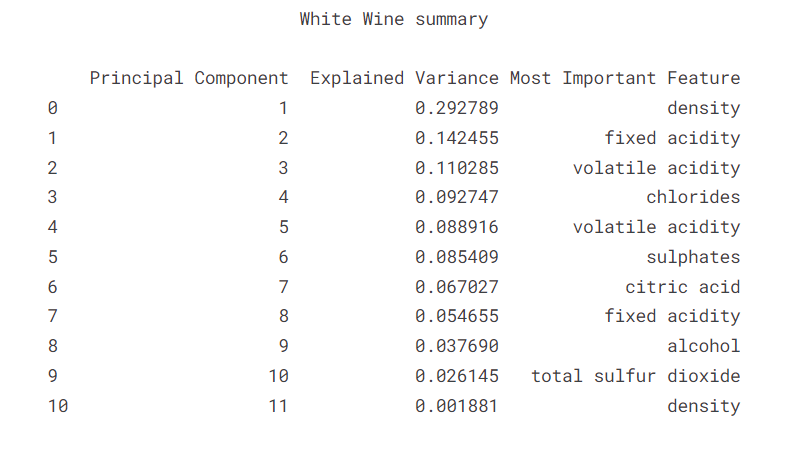 White Wine summary
Principal Component Explained Variance Most Important Feature
0 1 0.292789 density
1 2 0.142455 fixed acidity
2 3 0.110285 volatile acidity
3 4 0.092747 chlorides
4 5 0.088916 volatile acidity
5 6 0.085409 sulphates
6 7 0.067027 citric acid
7 8 0.054655 fixed acidity
8 9 0.037690 alcohol
9 10 0.026145 total sulfur dioxide
10 11 0.001881 density